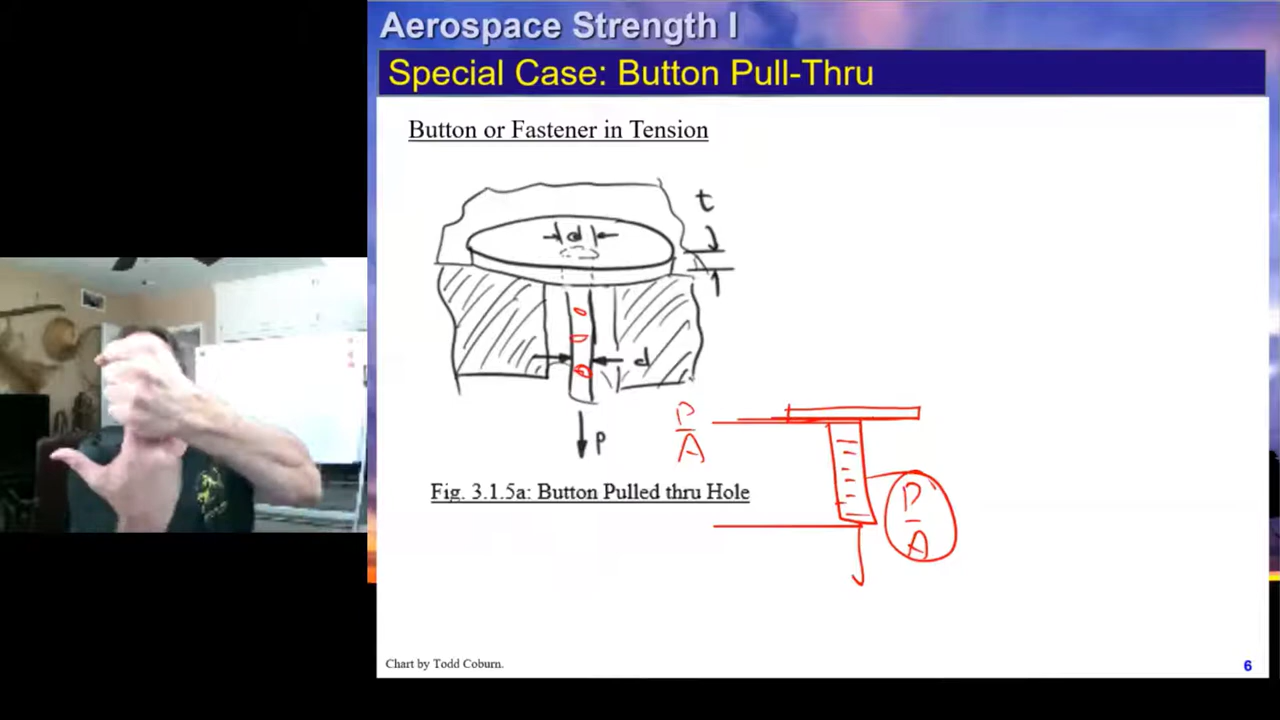 Aerospace Strength I
Special Case: Button Pull-Thru
Button or Fastener in Tension
t
d
d
P
P
A
P
A
Fig. 3.1.5a: Button Pulled thru Hole
Chart by Todd Coburn.
6